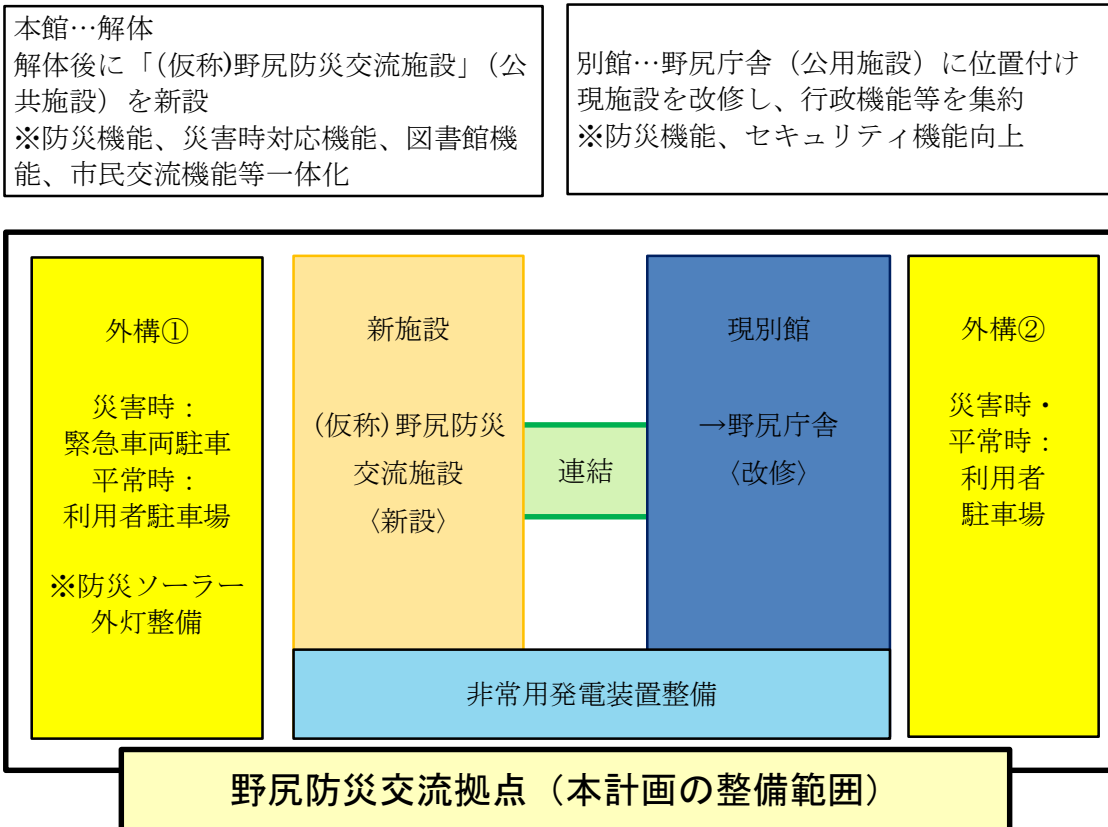 本館…解体
解体後に「(仮称)野尻防災交流施設」(公
共施設)を新設
※防災機能、災害時対応機能、図書館機
能、市民交流機能等一体化
別館…野尻庁舎(公用施設)に位置付け
現施設を改修し、行政機能等を集約
※防災機能、セキュリティ機能向上
外構①
災害時:
緊急車両駐車
平常時:
利用者駐車場
※防災ソーラー
外灯整備
新施設
(仮称)野尻防災
交流施設
〈新設〉
連結
現別館
→野尻庁舎
〈改修〉
外構②
災害時・
平常時:
利用者
駐車場
非常用発電装置整備
野尻防災交流拠点(本計画の整備範囲)